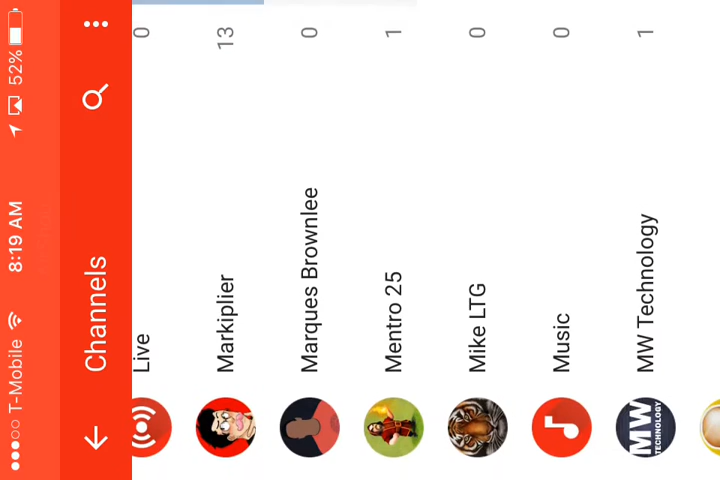 ●●●○○ T-Mobile 8:19 AM 52%
Channels
Live 0
Markiplier 13
Marques Brownlee 0
Mentro 25 1
Mike LTG 0
Music 0
MW TECHNOLOGY
MW Technology 1